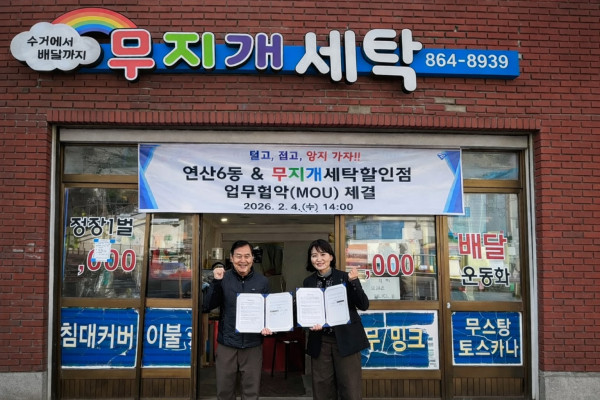 수거에서
배달까지
무지개세탁
864-8939
털고, 접고, 앙지 가자!!
연산6동 & 무지개세탁할인점
업무협약(MOU) 체결
2026. 2. 4.(수) 14:00
정장1벌
,000
,000
배달
운동화
침대커버
이불
무/밍크
무스탕
토스카나